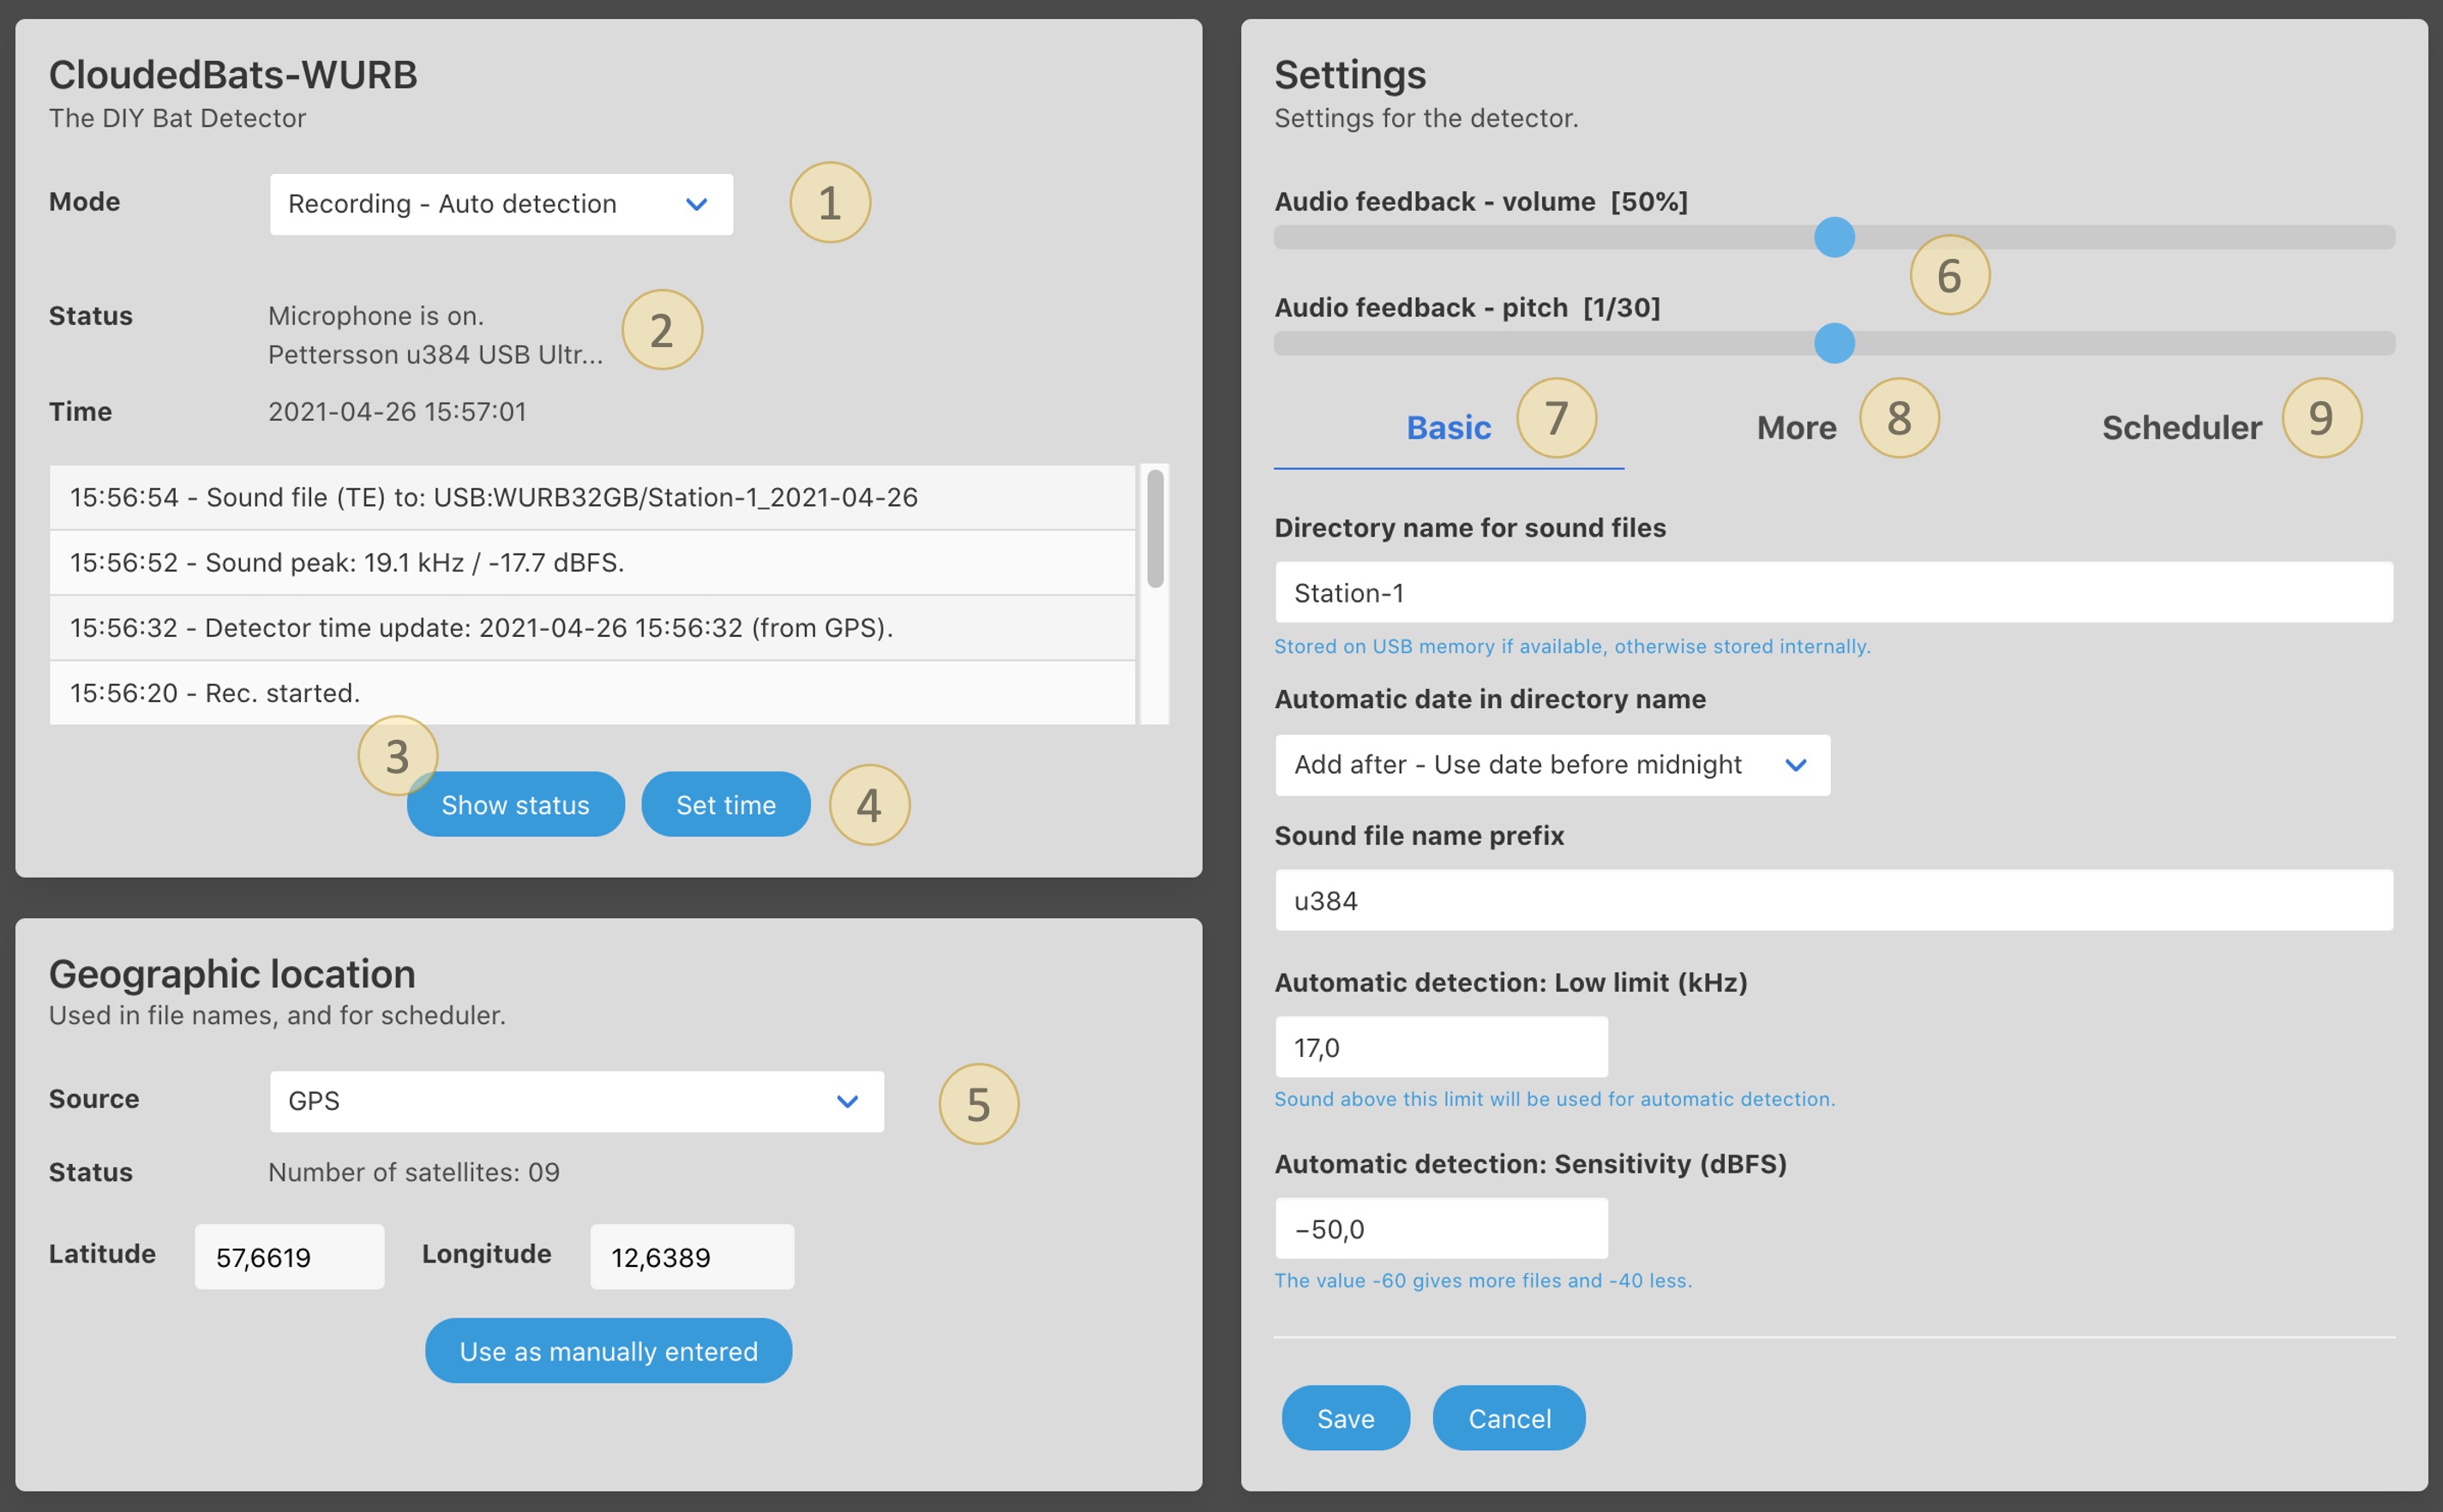 CloudedBats-WURB
The DIY Bat Detector
Mode
Recording - Auto detection
1
Status
Microphone is on.
Pettersson u384 USB Ultr...
2
Time
2021-04-26 15:57:01
15:56:54 - Sound file (TE) to: USB:WURB32GB/Station-1_2021-04-26
15:56:52 - Sound peak: 19.1 kHz / -17.7 dBFS.
15:56:32 - Detector time update: 2021-04-26 15:56:32 (from GPS).
15:56:20 - Rec. started.
3
Show status
Set time
4
Geographic location
Used in file names, and for scheduler.
Source
GPS
5
Status
Number of satellites: 09
Latitude
57,6619
Longitude
12,6389
Use as manually entered
Settings
Settings for the detector.
Audio feedback - volume [50%]
6
Audio feedback - pitch [1/30]
Basic
7
More
8
Scheduler
9
Directory name for sound files
Station-1
Stored on USB memory if available, otherwise stored internally.
Automatic date in directory name
Add after - Use date before midnight
Sound file name prefix
u384
Automatic detection: Low limit (kHz)
17,0
Sound above this limit will be used for automatic detection.
Automatic detection: Sensitivity (dBFS)
−50,0
The value -60 gives more files and -40 less.
Save
Cancel